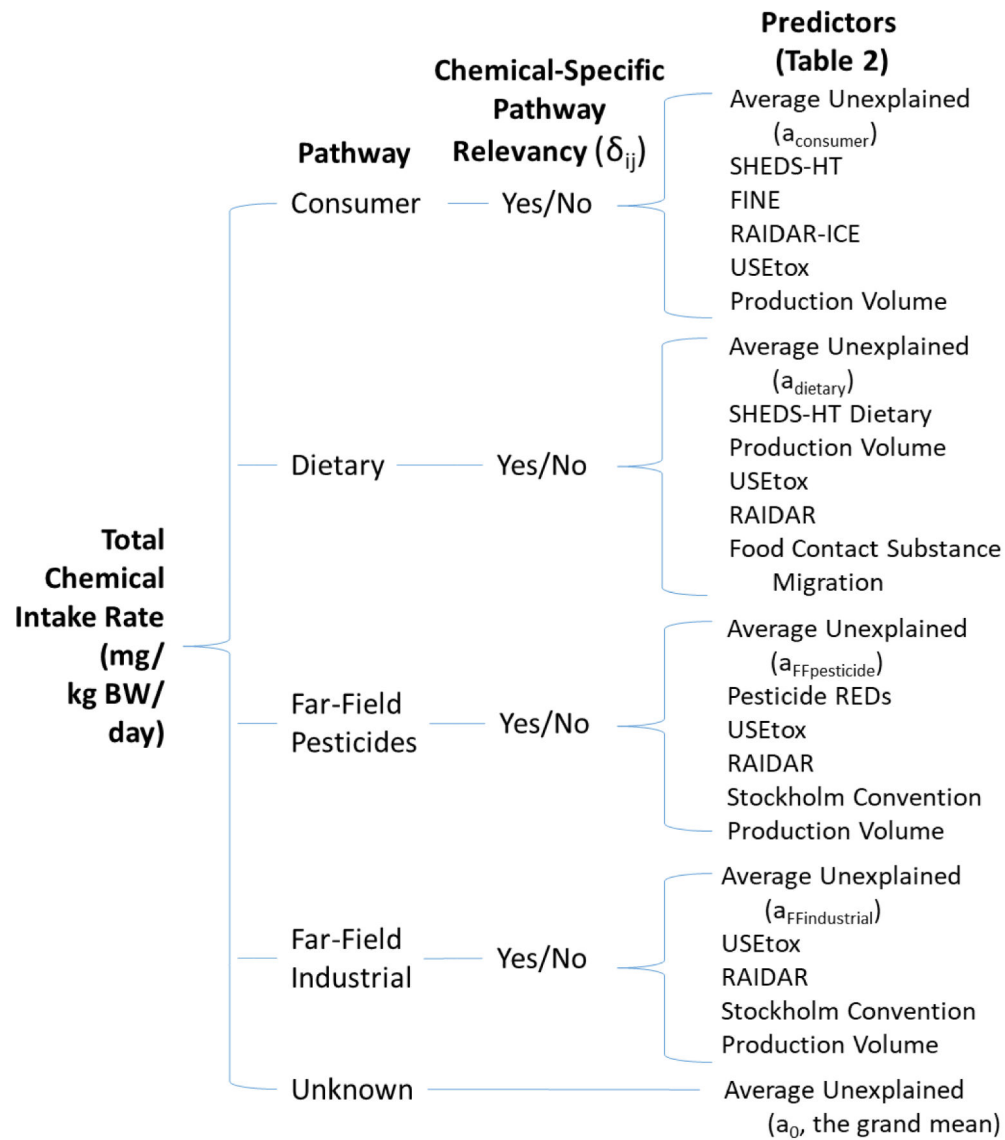 Total
Chemical
Intake Rate
(mg/
kg BW/
day)
Pathway
Chemical-Specific
Pathway
Relevancy (δij)
Predictors
(Table 2)
Consumer
Yes/No
Average Unexplained
(aconsumer)
SHEDS-HT
FINE
RAIDAR-ICE
USEtox
Production Volume
Dietary
Yes/No
Average Unexplained
(adietary)
SHEDS-HT Dietary
Production Volume
USEtox
RAIDAR
Food Contact Substance
Migration
Far-Field
Pesticides
Yes/No
Average Unexplained
(aFFpesticide)
Pesticide REDs
USEtox
RAIDAR
Stockholm Convention
Production Volume
Far-Field
Industrial
Yes/No
Average Unexplained
(aFFindustrial)
USEtox
RAIDAR
Stockholm Convention
Production Volume
Unknown
Average Unexplained
(a0, the grand mean)